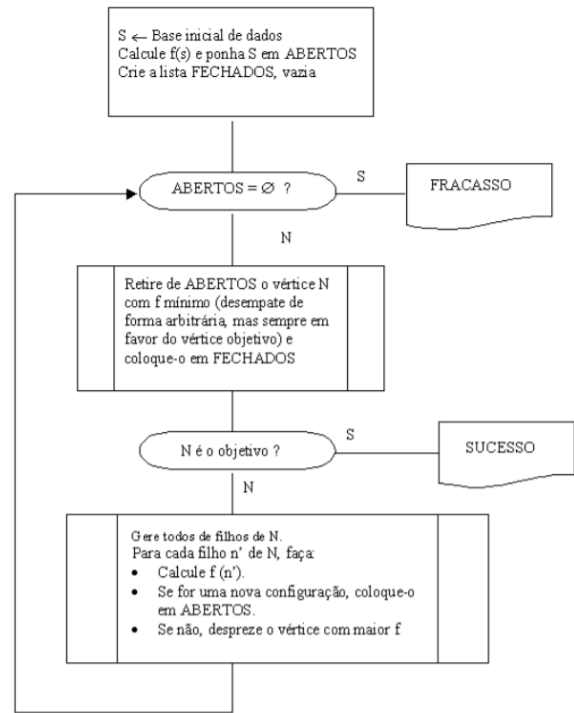 S ← Base inicial de dados
Calcule f(s) e ponha S em ABERTOS
Crie a lista FECHADOS, vazia
ABERTOS = ∅ ?
S
FRACASSO
N
Retire de ABERTOS o vértice N
com f mínimo (desempate de
forma arbitrária, mas sempre em
favor do vértice objetivo) e
coloque-o em FECHADOS
N é o objetivo ?
S
SUCESSO
N
Gere todos de filhos de N.
Para cada filho n’ de N, faça:
• Calcule f (n’).
• Se for uma nova configuração, coloque-o
em ABERTOS.
• Se não, despreze o vértice com maior f